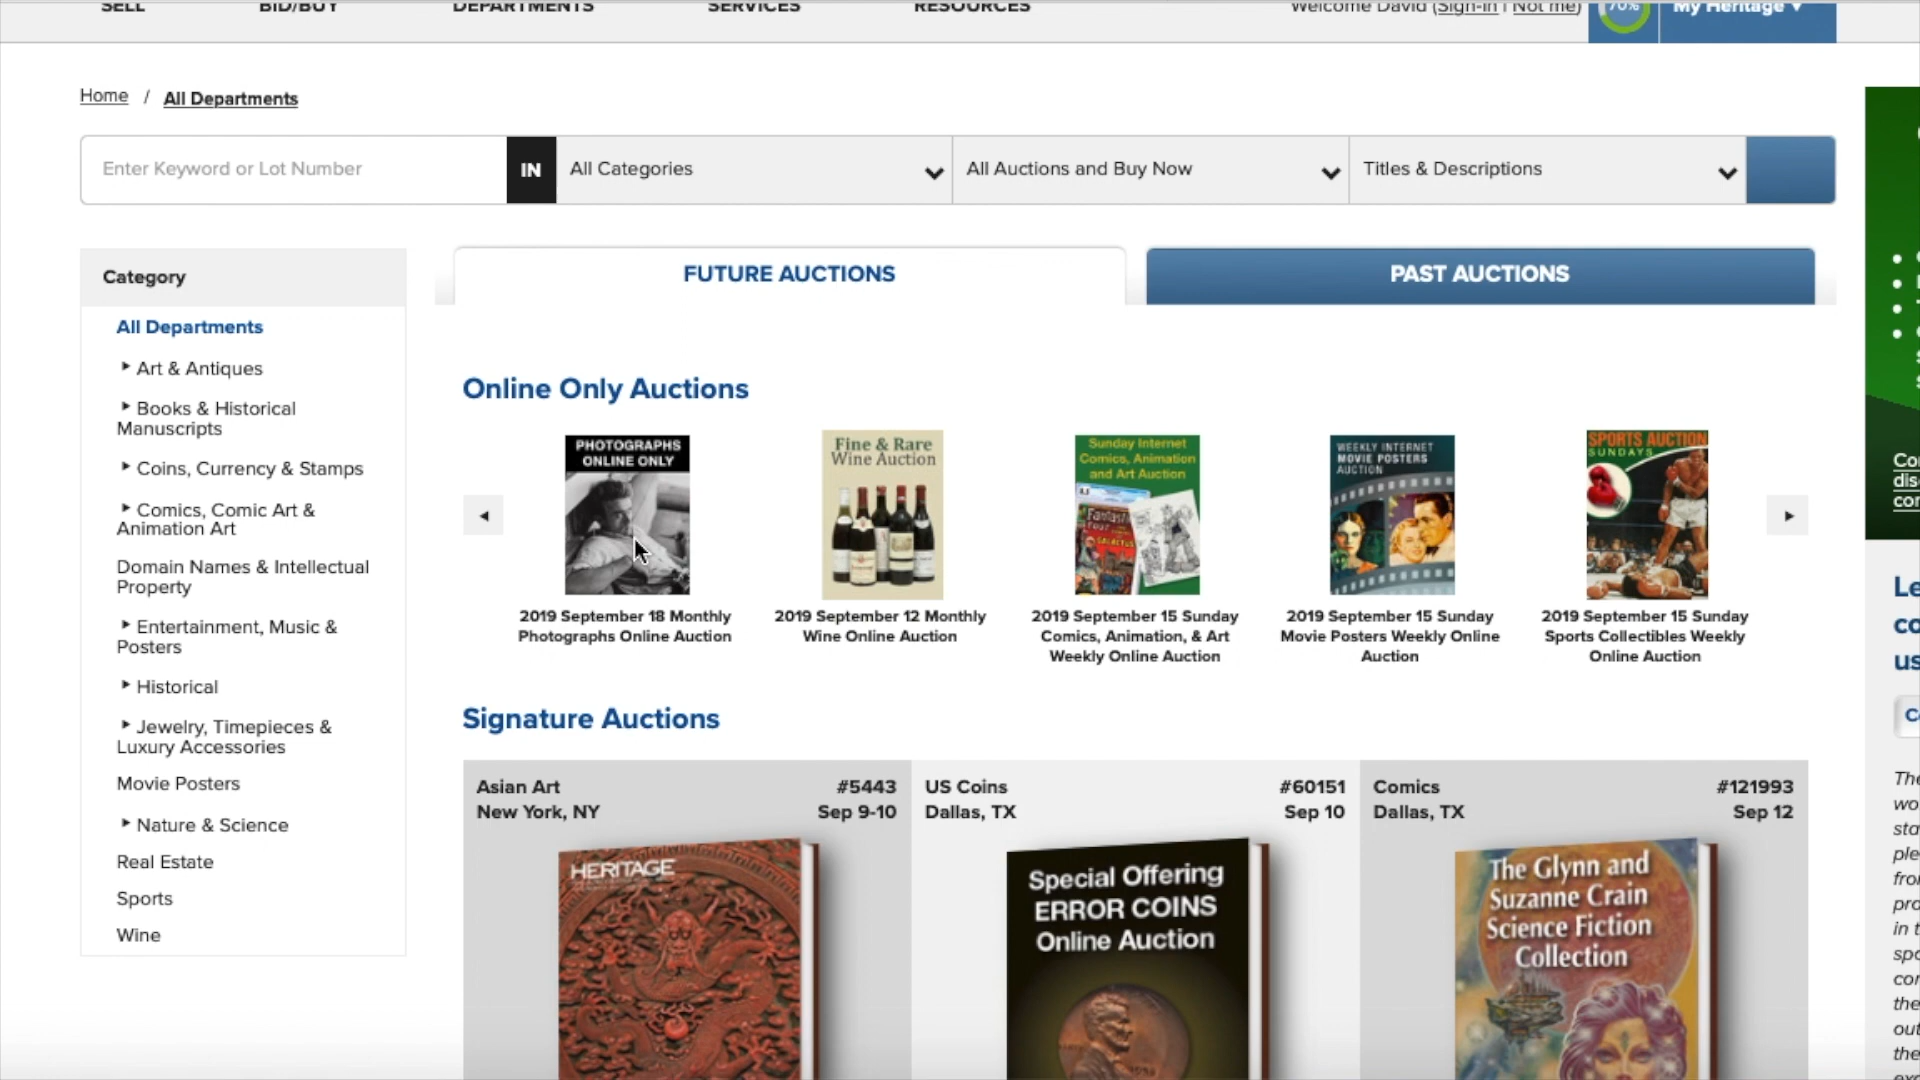 SELL BID/BUY DEPARTMENTS SERVICES RESOURCES Welcome David (Sign-in | Not me) 70% My Heritage ▼
Home / All Departments
Enter Keyword or Lot Number IN All Categories All Auctions and Buy Now Titles & Descriptions
Category
All Departments
Art & Antiques
Books & Historical
Manuscripts
Coins, Currency & Stamps
Comics, Comic Art &
Animation Art
Domain Names & Intellectual
Property
Entertainment, Music &
Posters
Historical
Jewelry, Timepieces &
Luxury Accessories
Movie Posters
Nature & Science
Real Estate
Sports
Wine
FUTURE AUCTIONS PAST AUCTIONS
Online Only Auctions
PHOTOGRAPHS
ONLINE ONLY
2019 September 18 Monthly
Photographs Online Auction
Fine & Rare
Wine Auction
2019 September 12 Monthly
Wine Online Auction
Sunday Internet
Comics, Animation
and Art Auction
2019 September 15 Sunday
Comics, Animation, & Art
Weekly Online Auction
WEEKLY INTERNET
MOVIE POSTERS
AUCTION
2019 September 15 Sunday
Movie Posters Weekly Online
Auction
SPORTS AUCTION
SUNDAYS
2019 September 15 Sunday
Sports Collectibles Weekly
Online Auction
Signature Auctions
Asian Art #5443
New York, NY Sep 9-10
HERITAGE
US Coins #60151
Dallas, TX Sep 10
Special Offering
ERROR COINS
Online Auction
Comics #121993
Dallas, TX Sep 12
The Glynn and
Suzanne Crain
Science Fiction
Collection